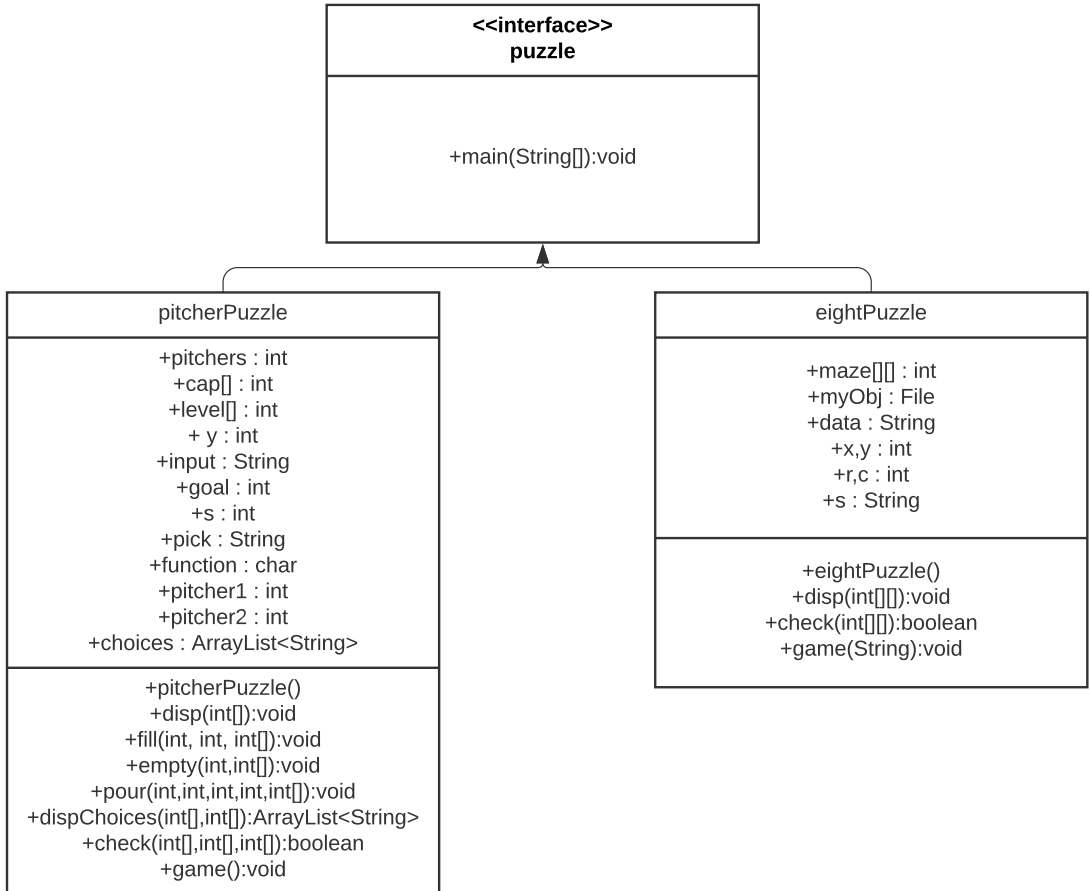 <<interface>>
puzzle
+main(String[]):void
pitcherPuzzle
+pitchers : int
+cap[] : int
+level[] : int
+ y : int
+input : String
+goal : int
+s : int
+pick : String
+function : char
+pitcher1 : int
+pitcher2 : int
+choices : ArrayList<String>
+pitcherPuzzle()
+disp(int[]):void
+fill(int, int, int[]):void
+empty(int,int[]):void
+pour(int,int,int,int,int[]):void
+dispChoices(int[],int[]):ArrayList<String>
+check(int[],int[],int[]):boolean
+game():void
eightPuzzle
+maze[][] : int
+myObj : File
+data : String
+x,y : int
+r,c : int
+s : String
+eightPuzzle()
+disp(int[][]):void
+check(int[][]):boolean
+game(String):void